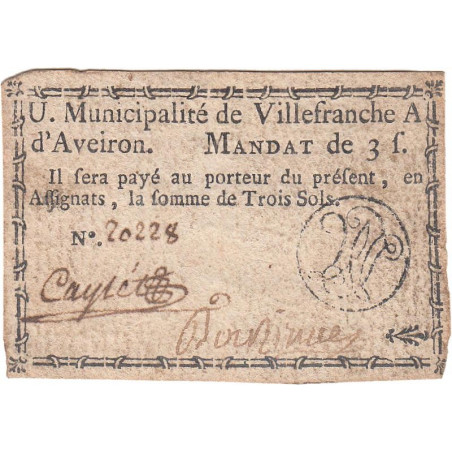 U. Municipalité de Villefranche A
d'Aveiron. MANDAT de 3 ſ.
Il ſera payé au porteur du préſent, en
Aſſignats, la ſomme de Trois Sols.
N°. 20228
Cayſé